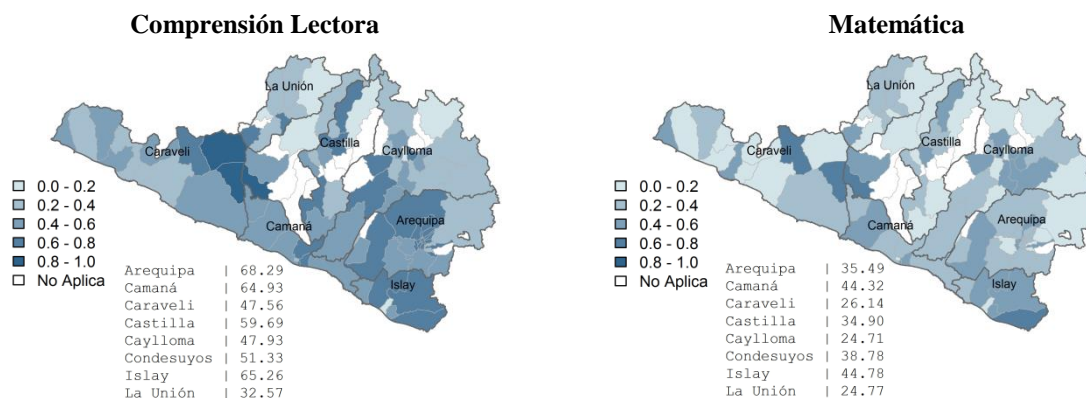 Comprensión Lectora
La Unión
Castilla
Caylloma
Caraveli
Arequipa
Camaná
Islay
0.0 - 0.2
0.2 - 0.4
0.4 - 0.6
0.6 - 0.8
0.8 - 1.0
No Aplica
Arequipa | 68.29
Camaná | 64.93
Caraveli | 47.56
Castilla | 59.69
Caylloma | 47.93
Condesuyos | 51.33
Islay | 65.26
La Unión | 32.57
Matemática
La Unión
Castilla
Caylloma
Caraveli
Arequipa
Camaná
Islay
0.0 - 0.2
0.2 - 0.4
0.4 - 0.6
0.6 - 0.8
0.8 - 1.0
No Aplica
Arequipa | 35.49
Camaná | 44.32
Caraveli | 26.14
Castilla | 34.90
Caylloma | 24.71
Condesuyos | 38.78
Islay | 44.78
La Unión | 24.77